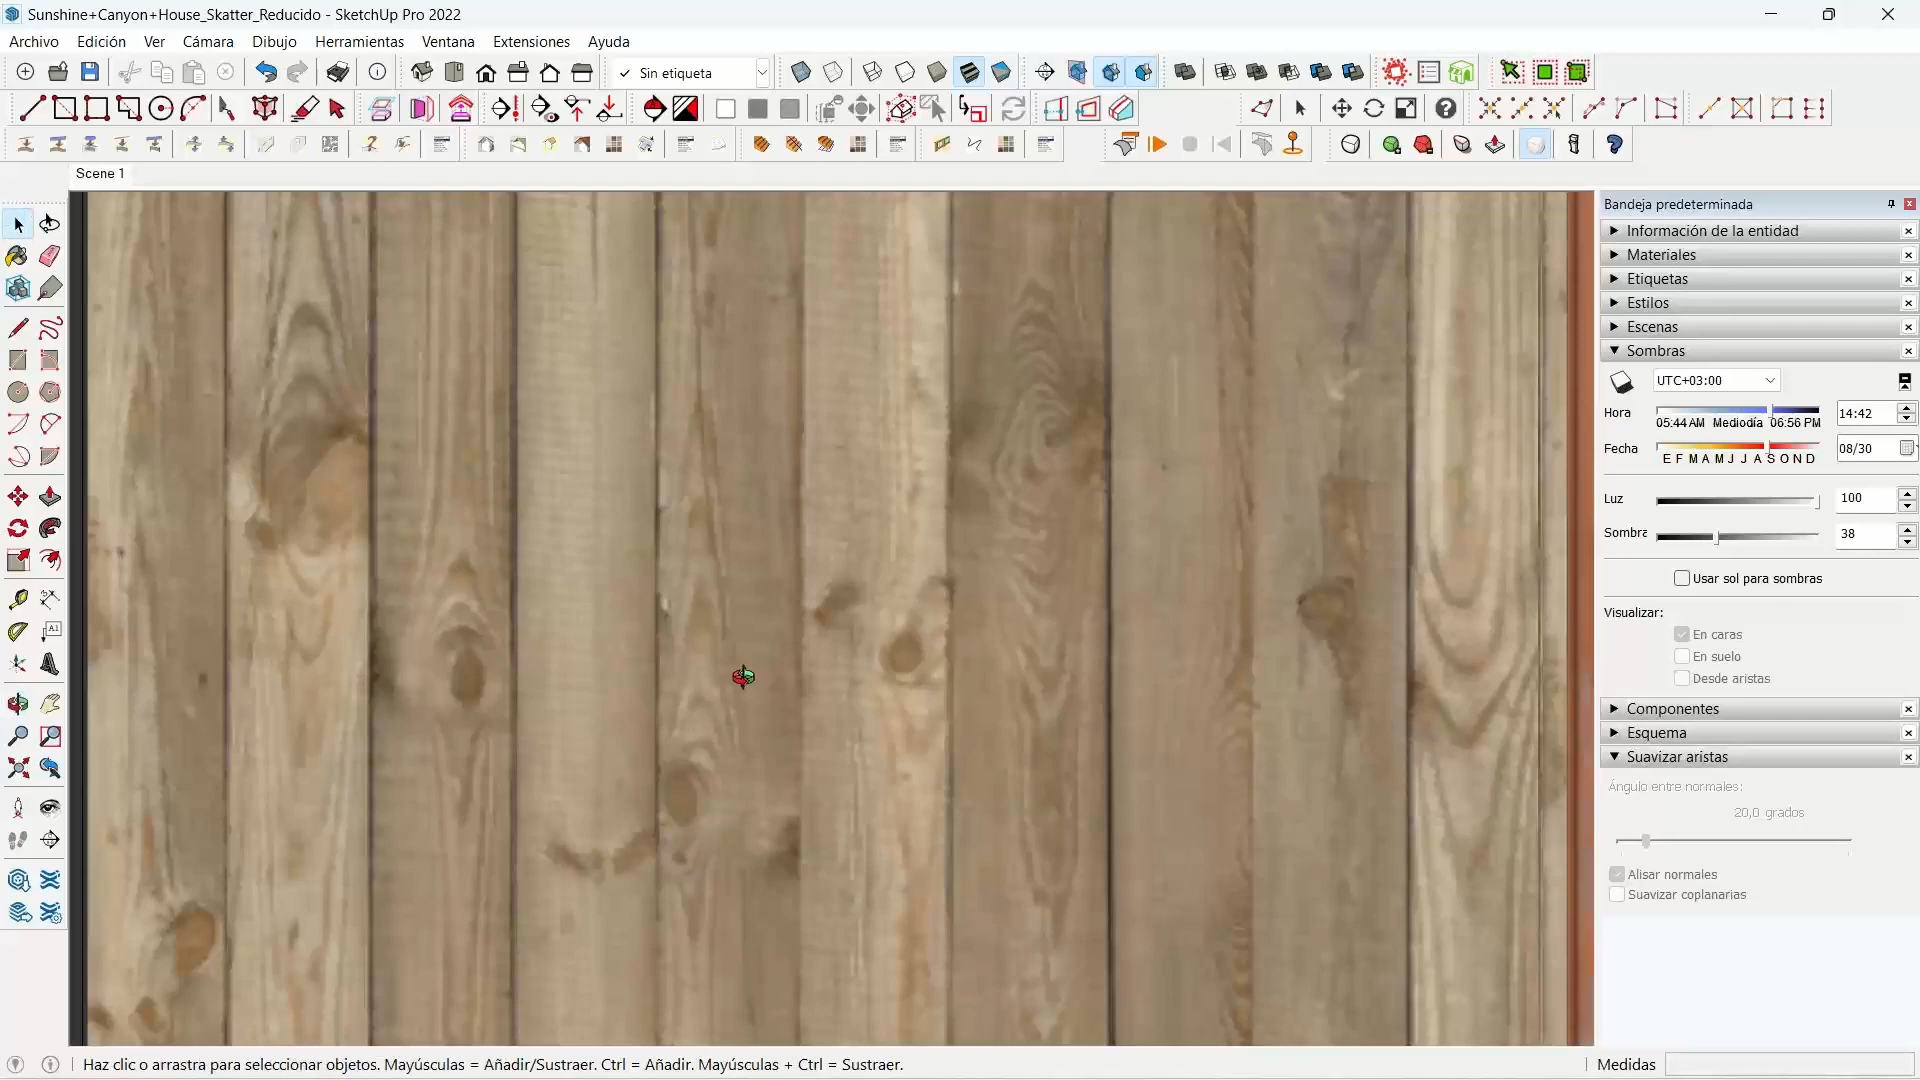 Sunshine+Canyon+House_Skatter_Reducido - SketchUp Pro 2022
Archivo Edición Ver Cámara Dibujo Herramientas Ventana Extensiones Ayuda
✓ Sin etiqueta
Scene 1
Bandeja predeterminada
Información de la entidad
Materiales
Etiquetas
Estilos
Escenas
Sombras
UTC+03:00
Hora 14:42
05:44 AM Mediodía 06:56 PM
Fecha 08/30
E F M A M J J A S O N D
Luz 100
Sombra 38
Usar sol para sombras
Visualizar:
En caras
En suelo
Desde aristas
Componentes
Esquema
Suavizar aristas
Ángulo entre normales:
20,0 grados
Alisar normales
Suavizar coplanarias
A1
Haz clic o arrastra para seleccionar objetos. Mayúsculas = Añadir/Sustraer. Ctrl = Añadir. Mayúsculas + Ctrl = Sustraer.
Medidas